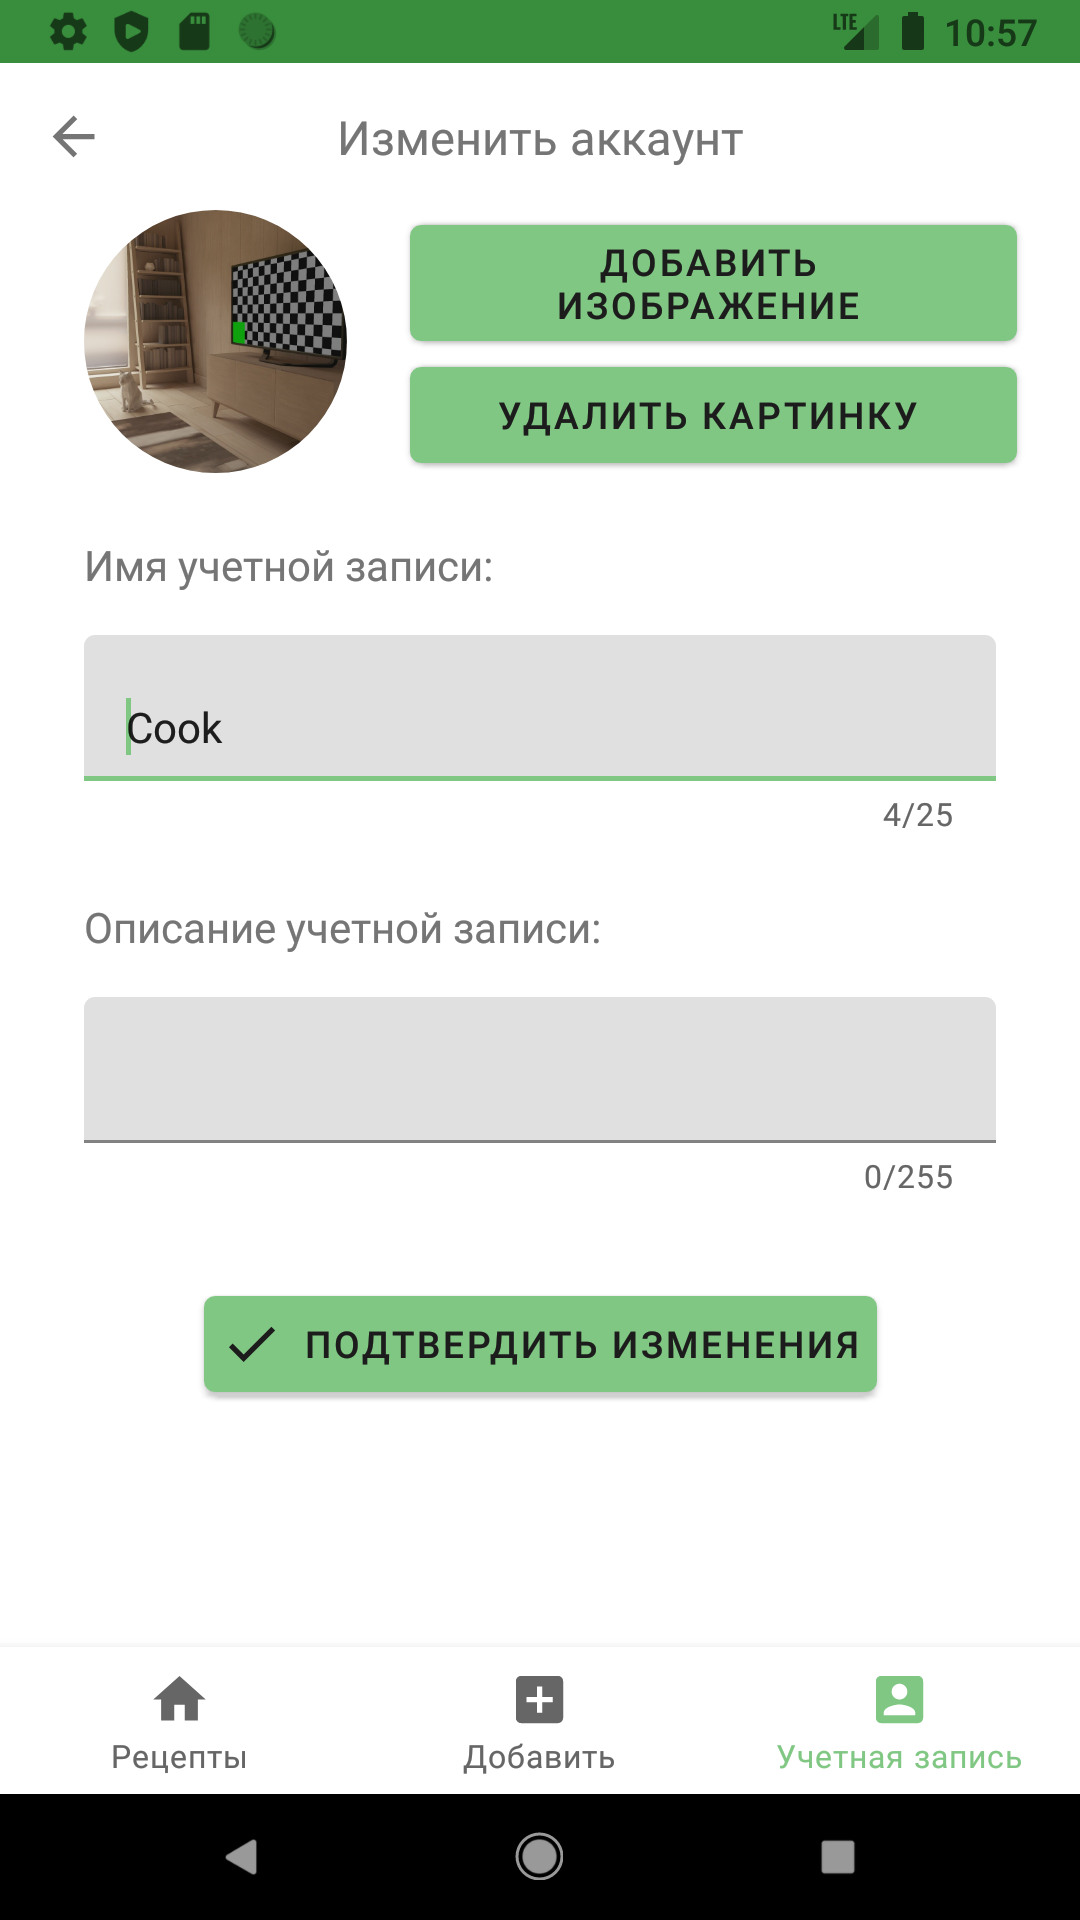 LTE 10:57
Изменить аккаунт
ДОБАВИТЬ
ИЗОБРАЖЕНИЕ
УДАЛИТЬ КАРТИНКУ
Имя учетной записи:
Cook
4/25
Описание учетной записи:
0/255
ПОДТВЕРДИТЬ ИЗМЕНЕНИЯ
Рецепты Добавить Учетная запись